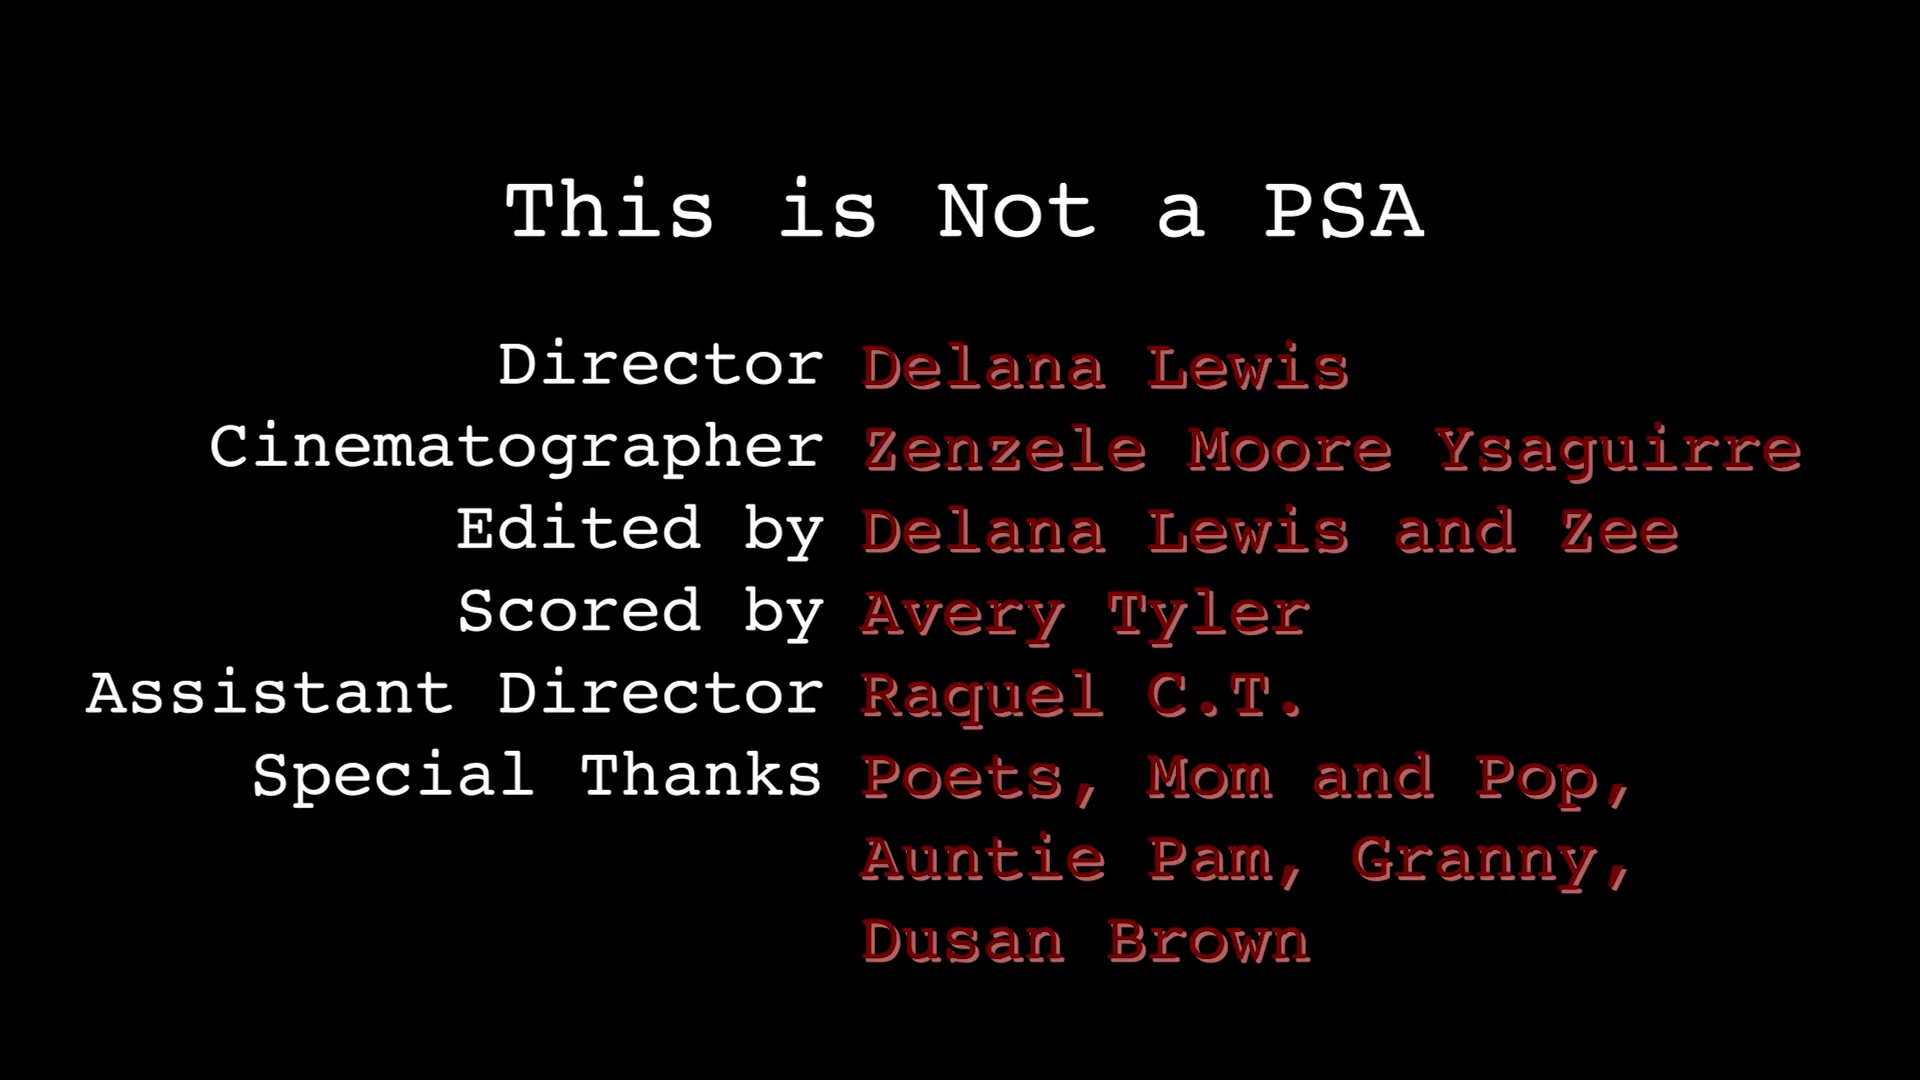 This is Not a PSA
Director Delana Lewis
Cinematographer Zenzele Moore Ysaguirre
Edited by Delana Lewis and Zee
Scored by Avery Tyler
Assistant Director Raquel C.T.
Special Thanks Poets, Mom and Pop,
Auntie Pam, Granny,
Dusan Brown